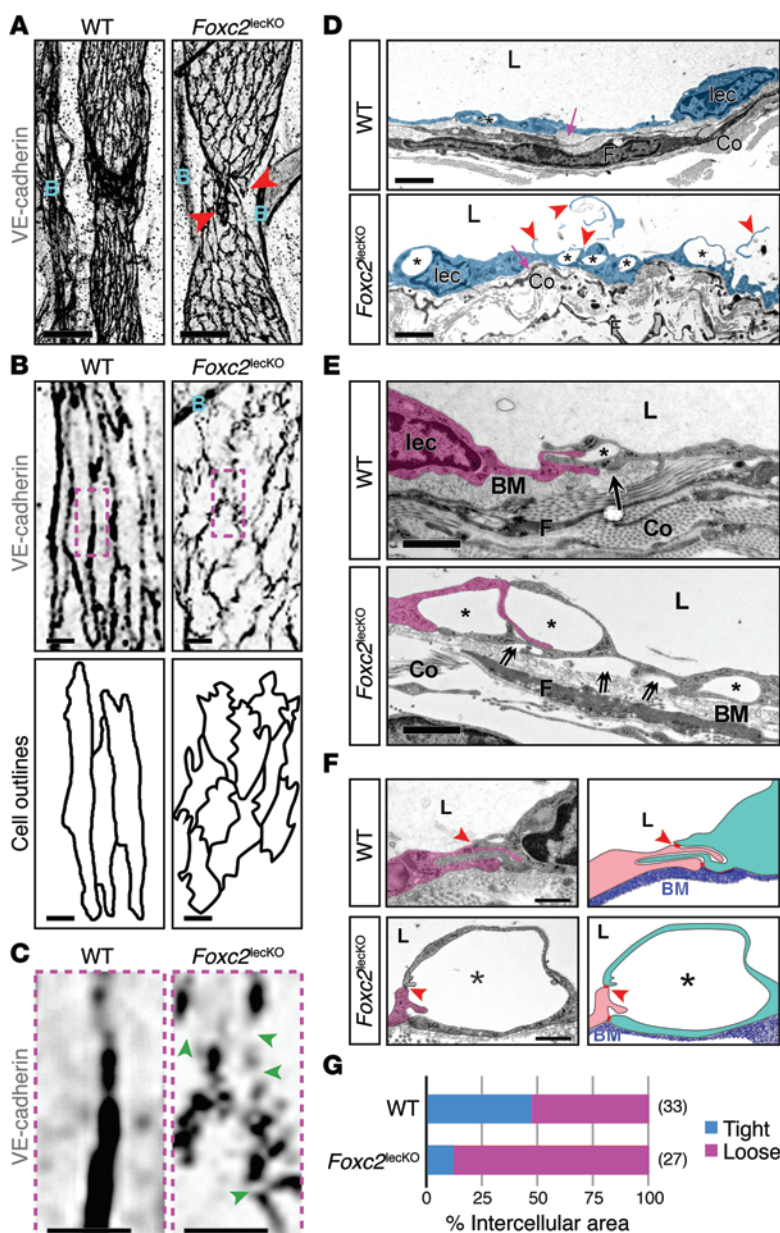 A
WT
Foxc2lecKO
VE-cadherin
B
B
B
B
WT
Foxc2lecKO
VE-cadherin
B
Cell outlines
C
WT
Foxc2lecKO
VE-cadherin
D
WT
L
lec
*
F
Co
Foxc2lecKO
L
lec
Co
* * * *
F
E
WT
L
lec
*
BM
F
Co
Foxc2lecKO
L
* *
Co
F
*
BM
F
WT
L
L
BM
Foxc2lecKO
L
*
L
*
BM
G
WT
(33)
Foxc2lecKO
(27)
Tight
Loose
0 25 50 75 100
% Intercellular area